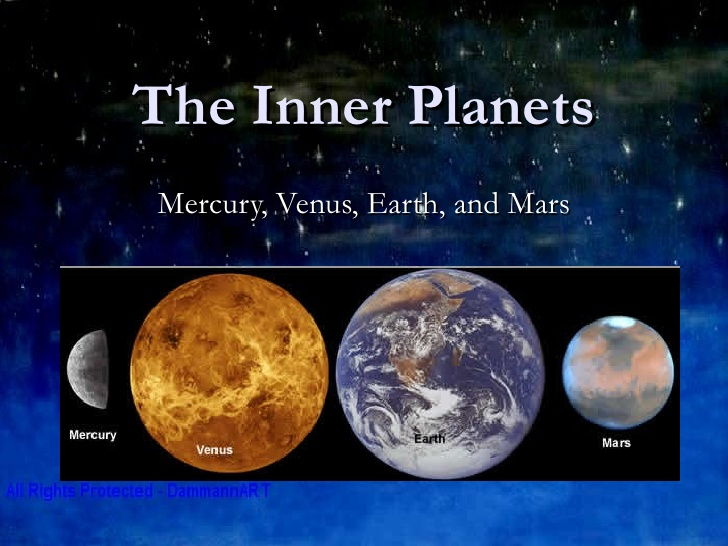 The Inner Planets
Mercury, Venus, Earth, and Mars
Mercury
Venus
Earth
Mars
All Rights Protected - DammannART